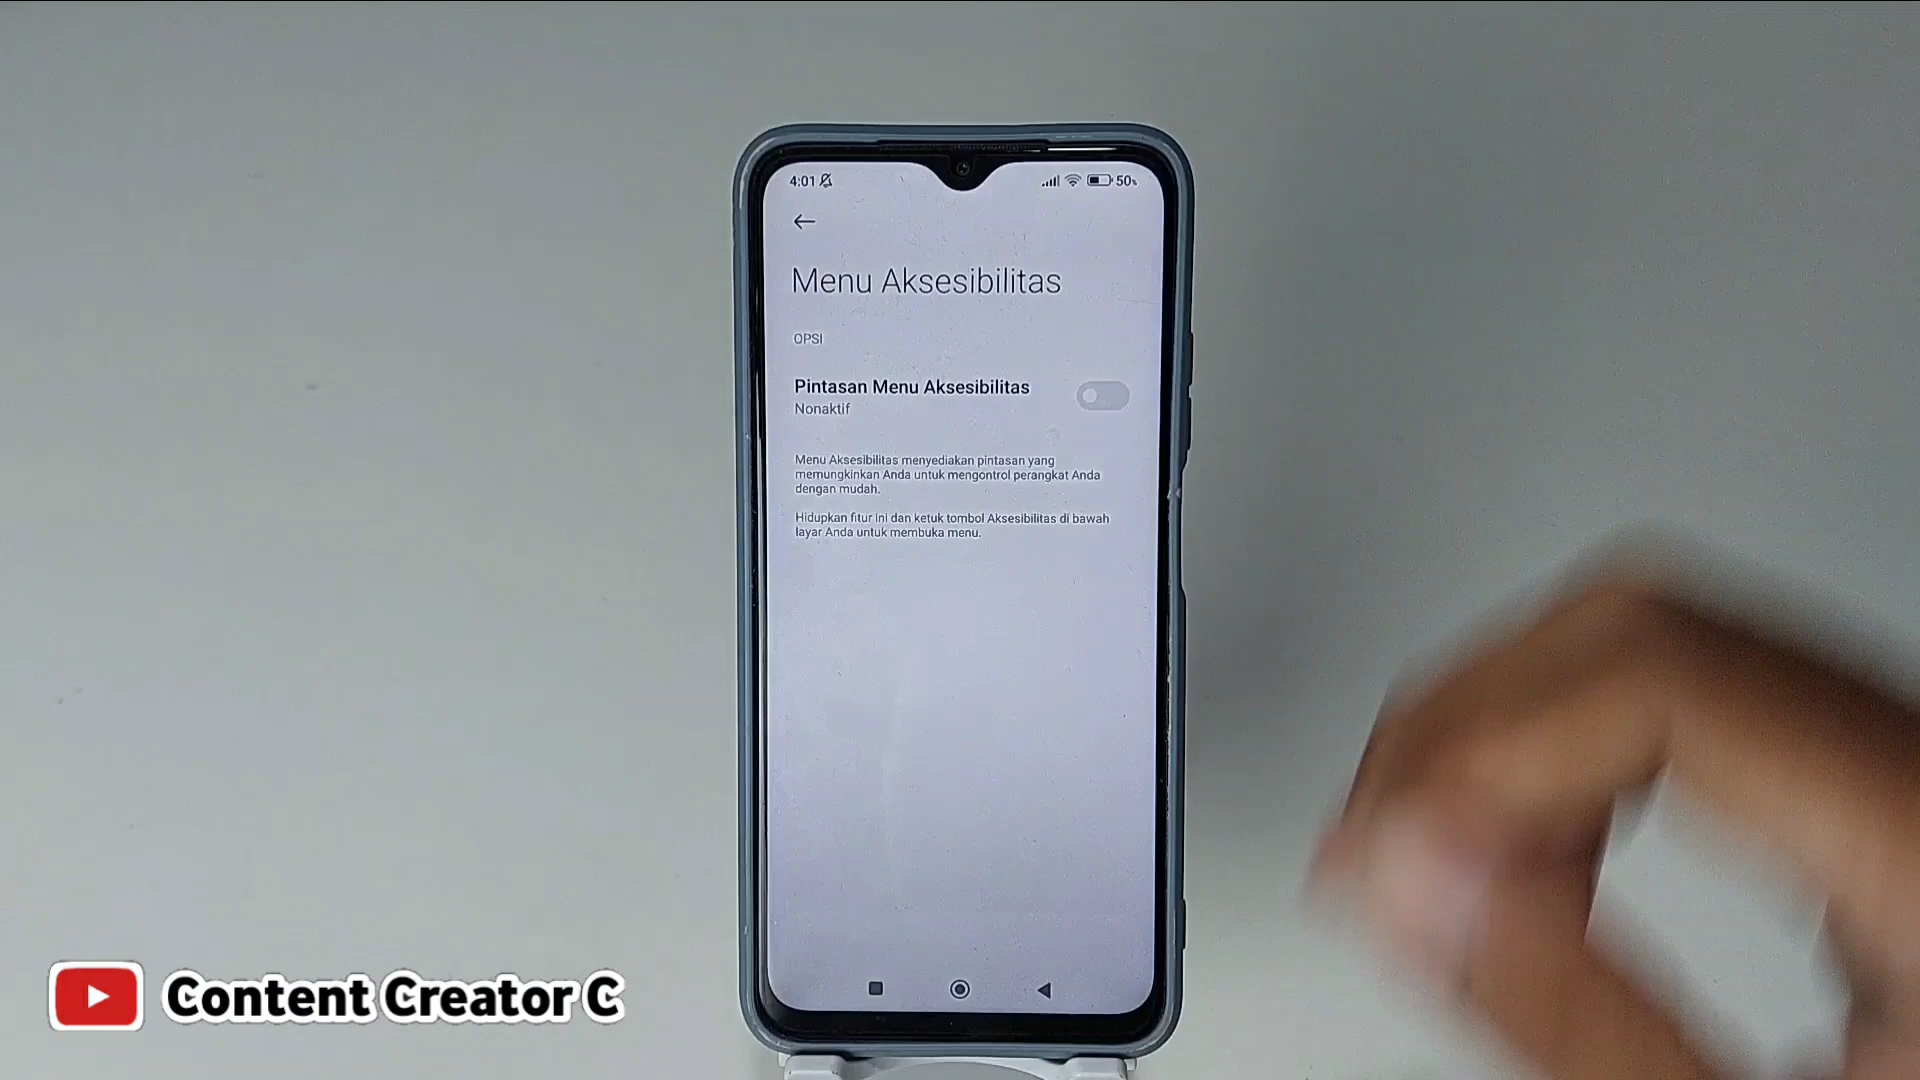 4:01
50%
Menu Aksesibilitas
OPSI
Pintasan Menu Aksesibilitas
Nonaktif
Menu Aksesibilitas menyediakan pintasan yang
memungkinkan Anda untuk mengontrol perangkat Anda
dengan mudah.
Hidupkan fitur ini dan ketuk tombol Aksesibilitas di bawah
layar Anda untuk membuka menu.
Content Creator C